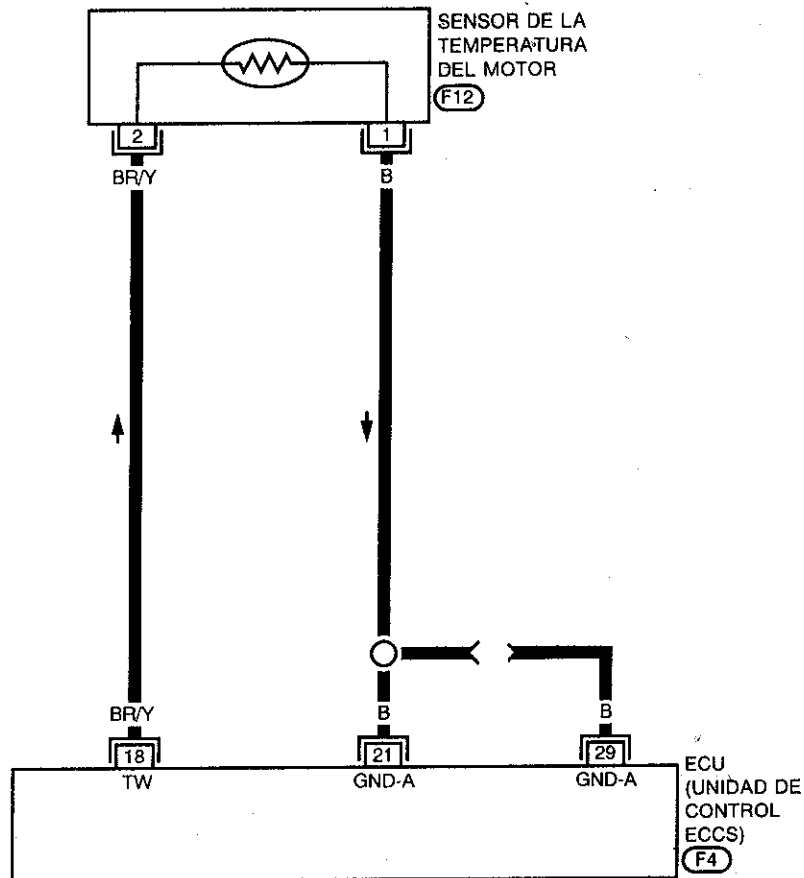 SENSOR DE LA
TEMPERATURA
DEL MOTOR
F12
2
1
BR/Y
B
BR/Y
B
B
18
21
29
TW
GND-A
GND-A
ECU
(UNIDAD DE
CONTROL
ECCS)
F4